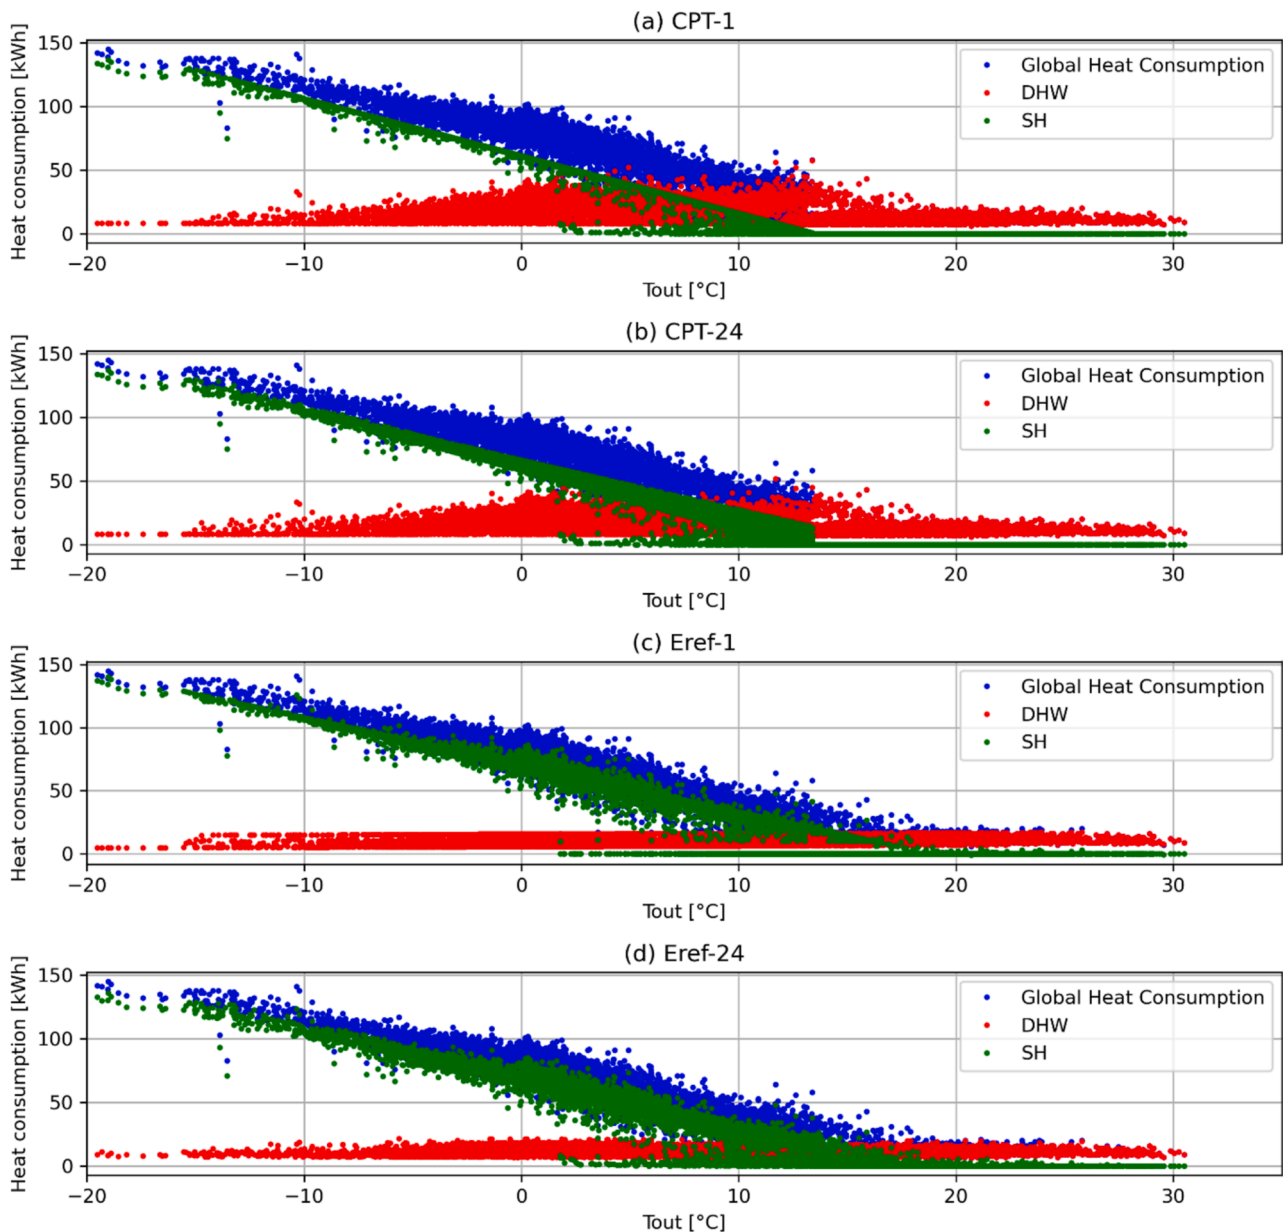 (a) CPT-1
Heat consumption [kWh]
150
100
50
0
Global Heat Consumption
DHW
SH
−20 −10 0 10 20 30
Tout [°C]
(b) CPT-24
Heat consumption [kWh]
150
100
50
0
Global Heat Consumption
DHW
SH
−20 −10 0 10 20 30
Tout [°C]
(c) Eref-1
Heat consumption [kWh]
150
100
50
0
Global Heat Consumption
DHW
SH
−20 −10 0 10 20 30
Tout [°C]
(d) Eref-24
Heat consumption [kWh]
150
100
50
0
Global Heat Consumption
DHW
SH
−20 −10 0 10 20 30
Tout [°C]